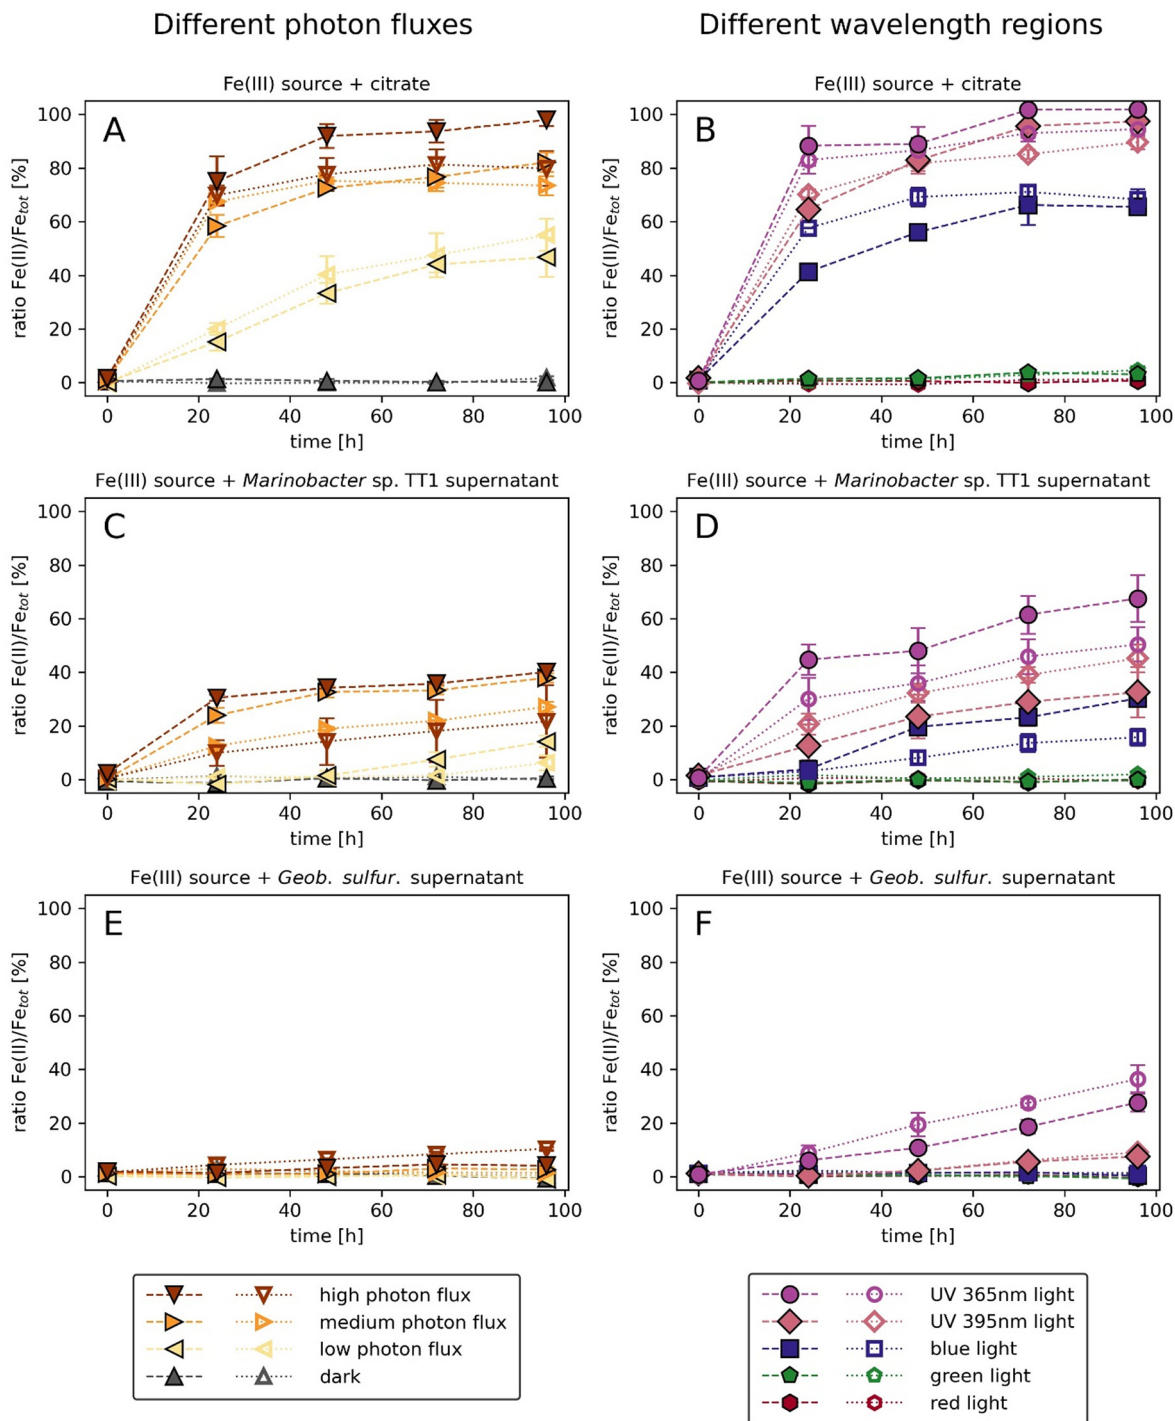 Different photon fluxes
Different wavelength regions
Fe(III) source + citrate
A
100
80
60
40
20
0
ratio Fe(II)/Fe_tot [%]
0 20 40 60 80 100
time [h]
Fe(III) source + citrate
B
100
80
60
40
20
0
ratio Fe(II)/Fe_tot [%]
0 20 40 60 80 100
time [h]
Fe(III) source + Marinobacter sp. TT1 supernatant
C
100
80
60
40
20
0
ratio Fe(II)/Fe_tot [%]
0 20 40 60 80 100
time [h]
Fe(III) source + Marinobacter sp. TT1 supernatant
D
100
80
60
40
20
0
ratio Fe(II)/Fe_tot [%]
0 20 40 60 80 100
time [h]
Fe(III) source + Geob. sulfur. supernatant
E
100
80
60
40
20
0
ratio Fe(II)/Fe_tot [%]
0 20 40 60 80 100
time [h]
Fe(III) source + Geob. sulfur. supernatant
F
100
80
60
40
20
0
ratio Fe(II)/Fe_tot [%]
0 20 40 60 80 100
time [h]
high photon flux
medium photon flux
low photon flux
dark
UV 365nm light
UV 395nm light
blue light
green light
red light